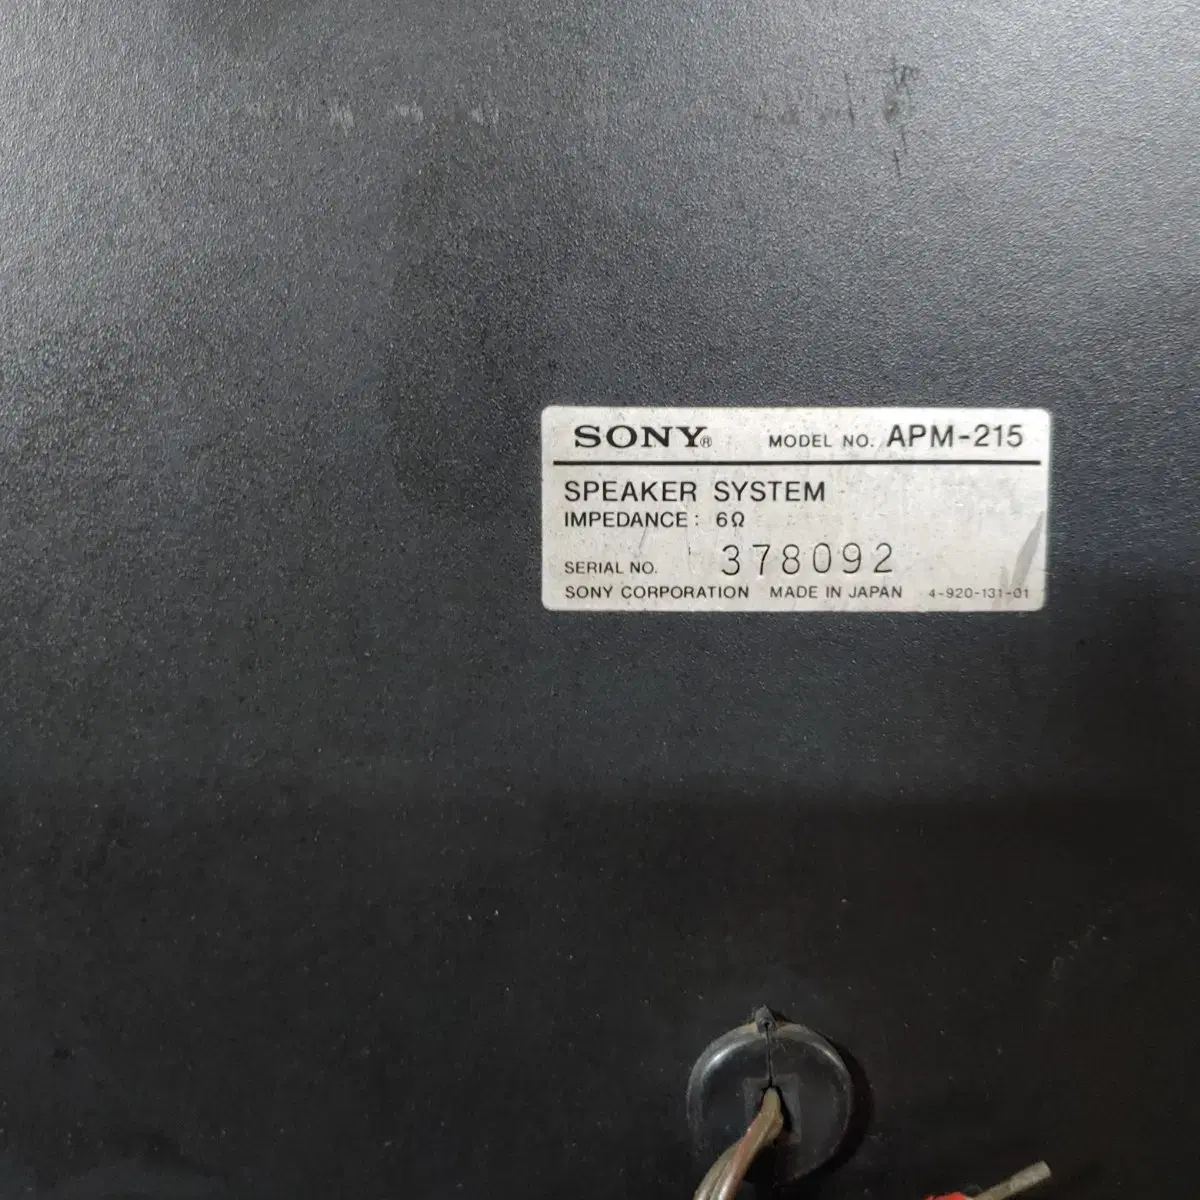 SONY® MODEL NO. APM-215
SPEAKER SYSTEM
IMPEDANCE: 6Ω
SERIAL NO. 378092
SONY CORPORATION MADE IN JAPAN 4-920-131-01